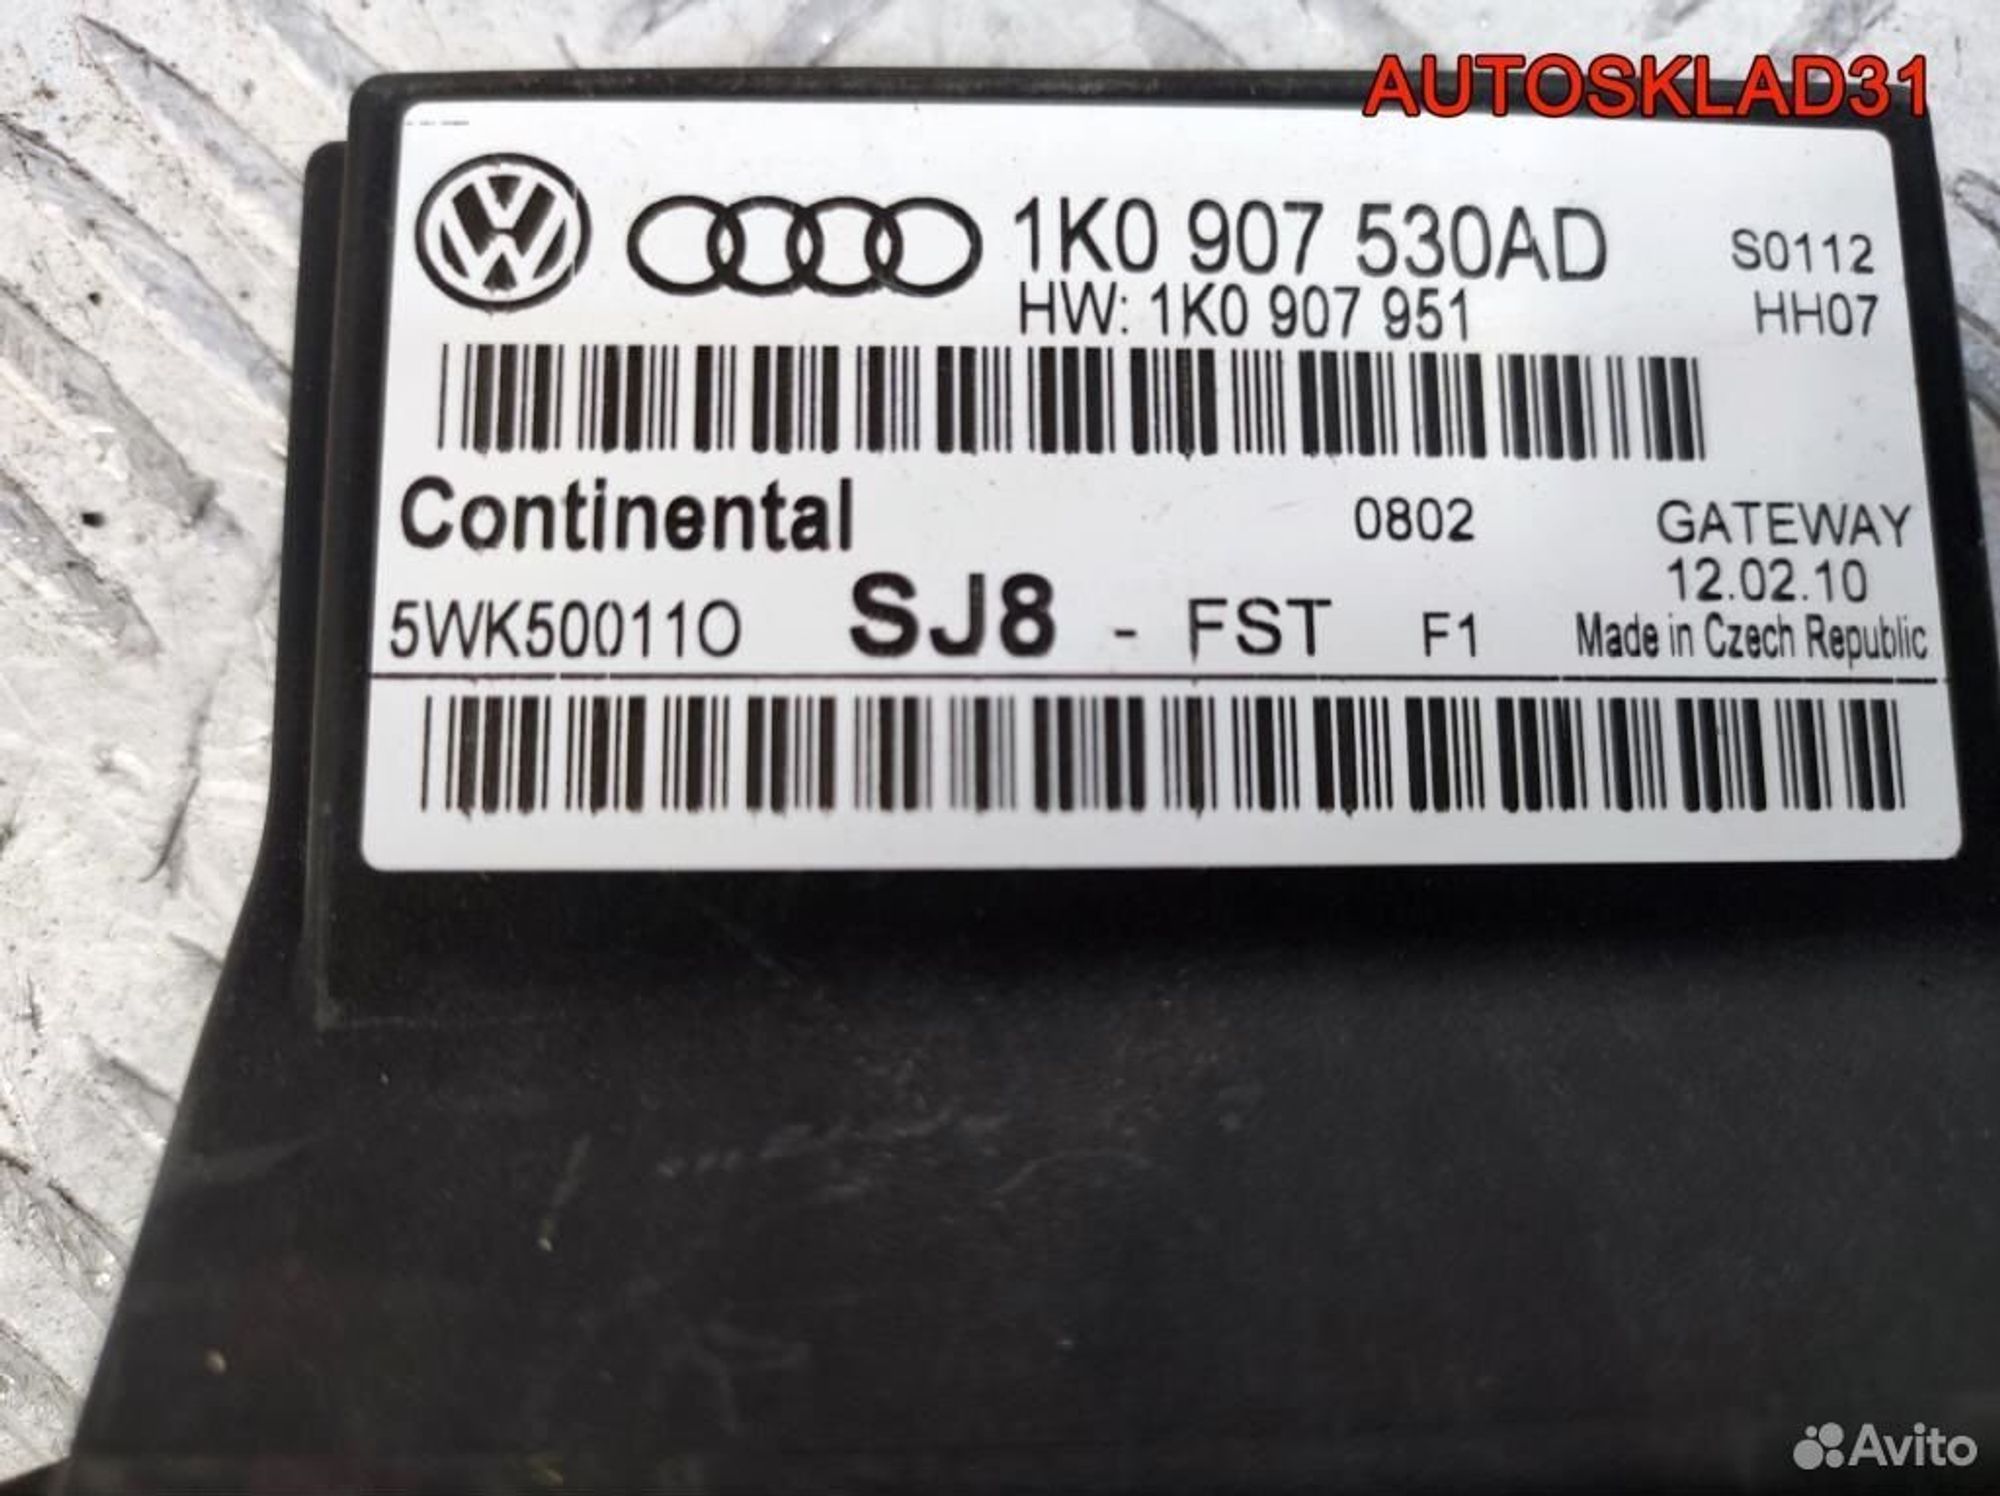 AUTOSKLAD31
1K0 907 530AD
S0112
HW: 1K0 907 951
HH07
Continental
0802
GATEWAY
12.02.10
5WK50011O
SJ8 - FST F1
Made in Czech Republic
Avito